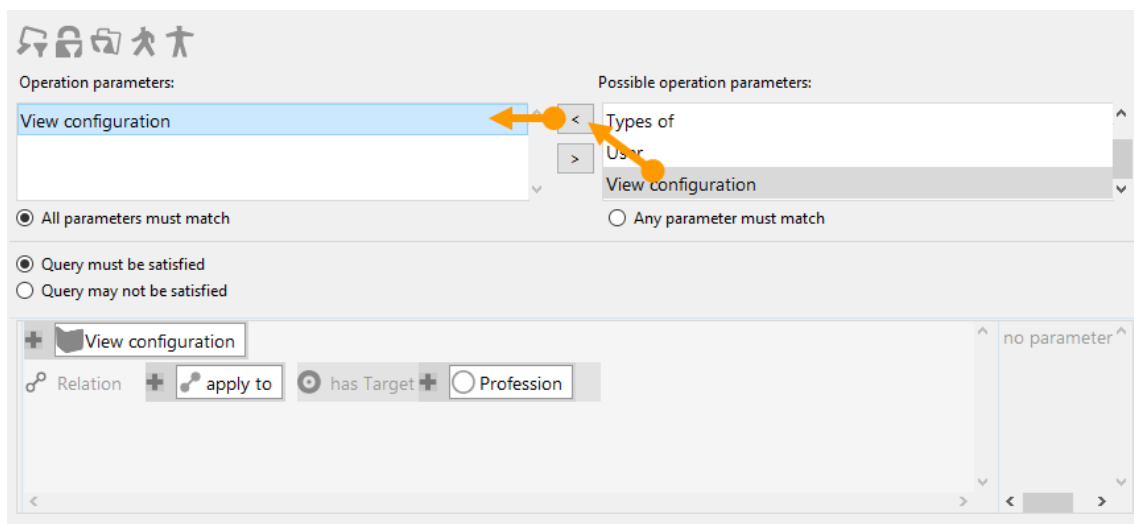 Operation parameters:
Possible operation parameters:
View configuration
<
>
Types of
User
View configuration
All parameters must match
Any parameter must match
Query must be satisfied
Query may not be satisfied
View configuration
no parameter
Relation apply to has Target Profession